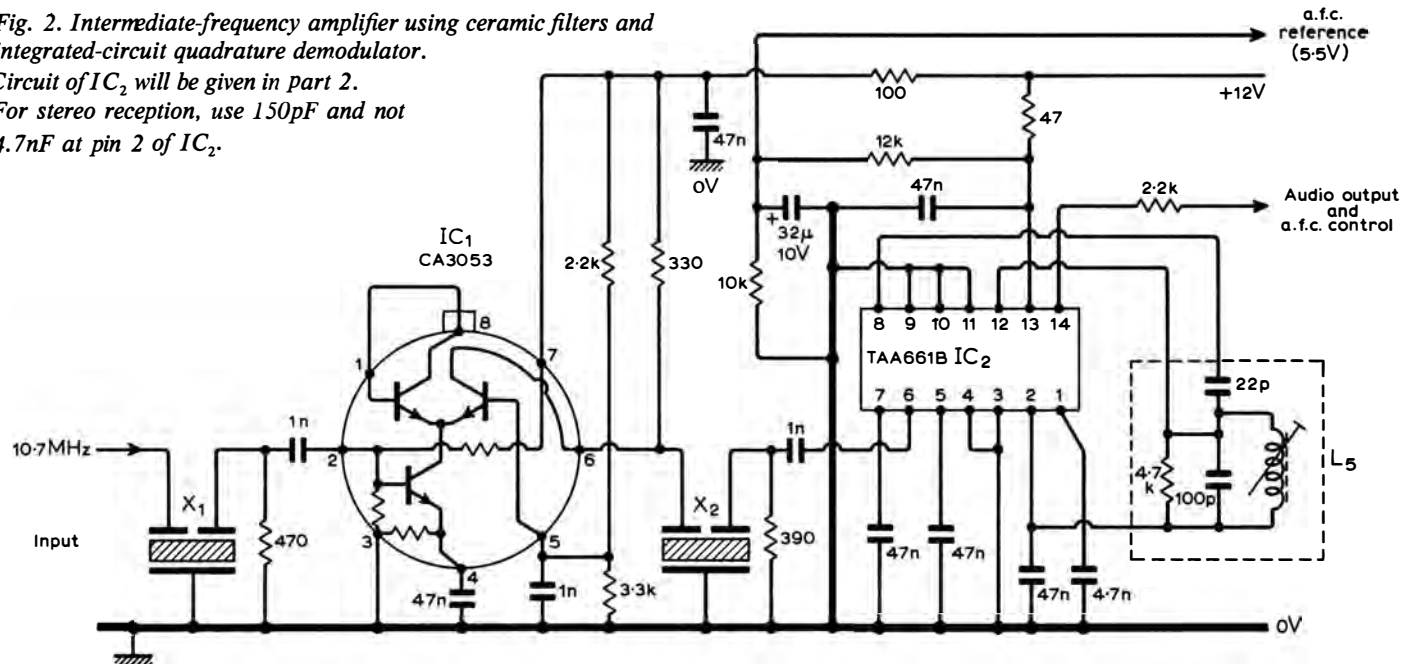 Fig. 2. Intermediate-frequency amplifier using ceramic filters and
integrated-circuit quadrature demodulator.
Circuit of IC₂ will be given in part 2.
For stereo reception, use 150pF and not
4.7nF at pin 2 of IC₂.
a.f.c.
reference
(5·5V)
100
+12V
47
47n
0V
12k
47n
2·2k
Audio output
and
a.f.c. control
+
32μ
10V
IC₁
CA3053
2·2k
330
10k
8
8 9 10 11 12 13 14
1
7
TAA661B IC₂
7 6 5 4 3 2 1
22p
10·7MHz
1n
2
6
1n
L₅
X₁
X₂
4·7
k
100p
Input
470
3
5
390
47n
47n
4
47n
1n
3·3k
47n
4·7n
0V